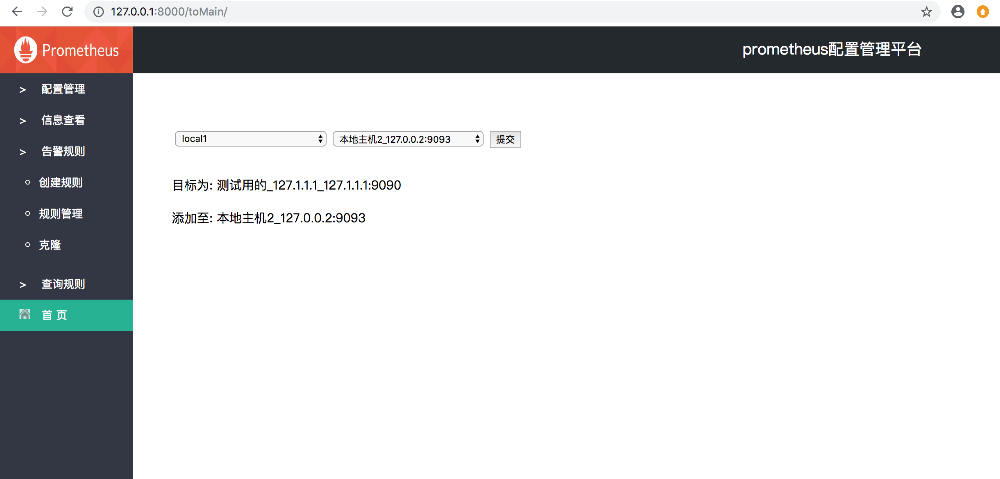 127.0.0.1:8000/toMain/
Prometheus
prometheus配置管理平台
> 配置管理
> 信息查看
> 告警规则
创建规则
规则管理
克隆
> 查询规则
首 页
local1 本地主机2_127.0.0.2:9093 提交
目标为: 测试用的_127.1.1.1_127.1.1.1:9090
添加至: 本地主机2_127.0.0.2:9093